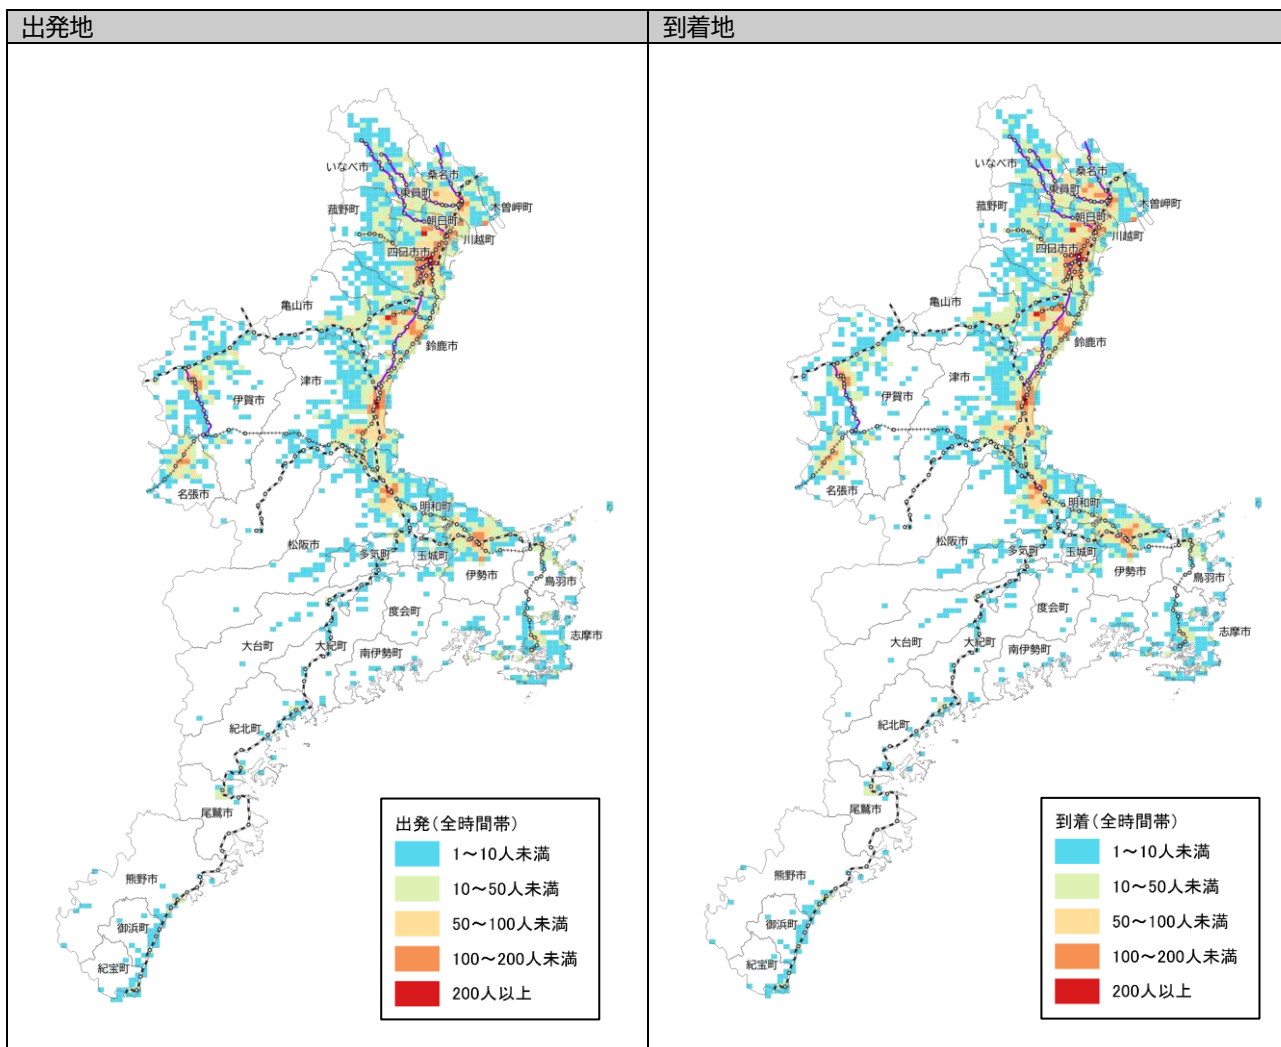 出発地
いなべ市
桑名市
東員町
木曽岬町
菰野町
朝日町
川越町
四日市市
亀山市
鈴鹿市
津市
伊賀市
名張市
明和町
松阪市
多気町
玉城町
伊勢市
鳥羽市
度会町
志摩市
大台町
大紀町
南伊勢町
紀北町
尾鷲市
熊野市
御浜町
紀宝町
出発(全時間帯)
1～10人未満
10～50人未満
50～100人未満
100～200人未満
200人以上
到着地
いなべ市
桑名市
東員町
木曽岬町
菰野町
朝日町
川越町
四日市市
亀山市
鈴鹿市
津市
伊賀市
名張市
明和町
松阪市
多気町
玉城町
伊勢市
鳥羽市
度会町
志摩市
大台町
大紀町
南伊勢町
紀北町
尾鷲市
熊野市
御浜町
紀宝町
到着(全時間帯)
1～10人未満
10～50人未満
50～100人未満
100～200人未満
200人以上